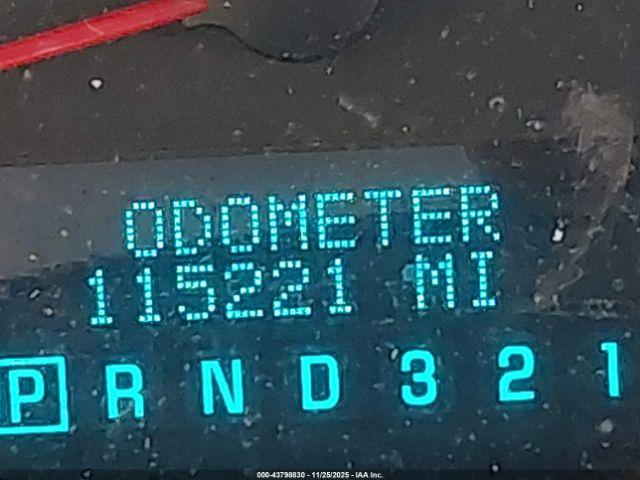 ODOMETER
115221 MI
P R N D 3 2 1
000-43798830 - 11/25/2025 - IAA Inc.